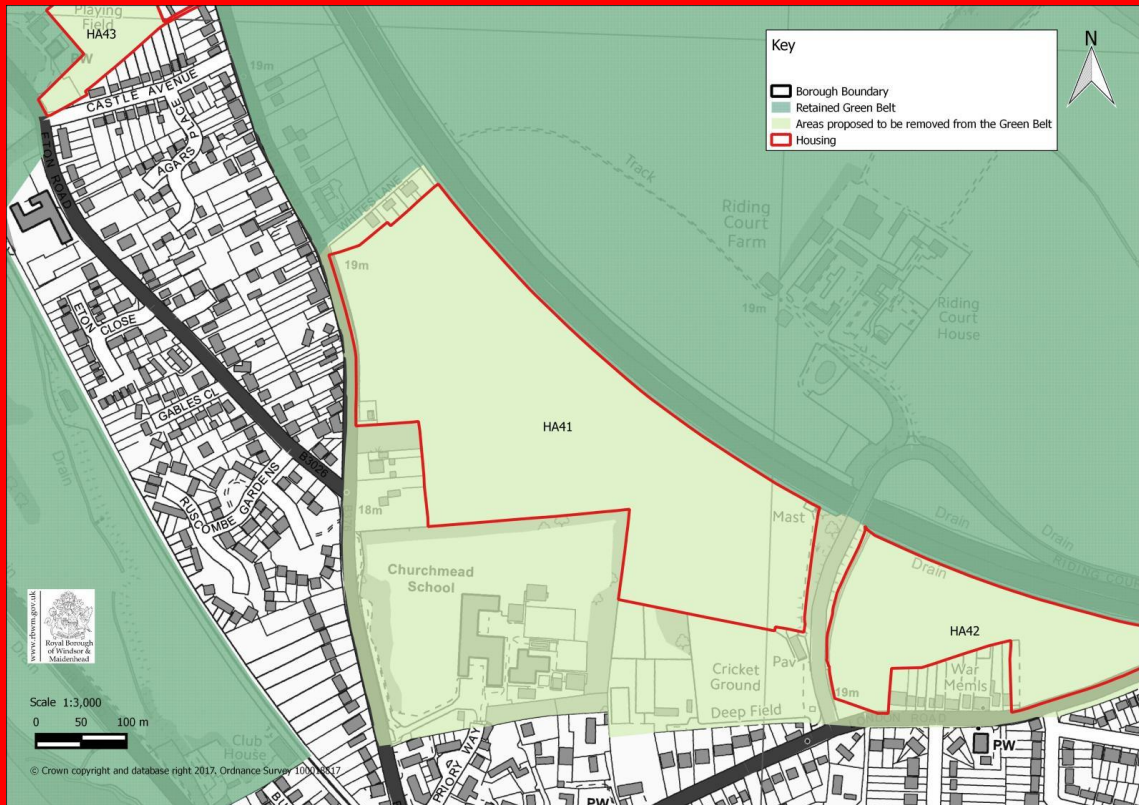 Playing
Field
HA43
PW
CASTLE AVENUE
19m
ETON ROAD
AGARS PLACE
Key
Borough Boundary
Retained Green Belt
Areas proposed to be removed from the Green Belt
Housing
N
WHITES LANE
Track
Riding
Court
Farm
19m
19m
Riding
Court
House
ETON CLOSE
GABLES CL
Drain
B3026
RUSCOMBE GARDENS
HA41
18m
Mast
Drain
Drain
Drain
Churchmead
School
HA42
Pav
Cricket
Ground
Deep Field
War
Memls
19m
www.rbwm.gov.uk
Royal Borough
of Windsor &
Maidenhead
Scale 1:3,000
0 50 100 m
Club
House
PRIORY WAY
PW
PW
© Crown copyright and database right 2017. Ordnance Survey